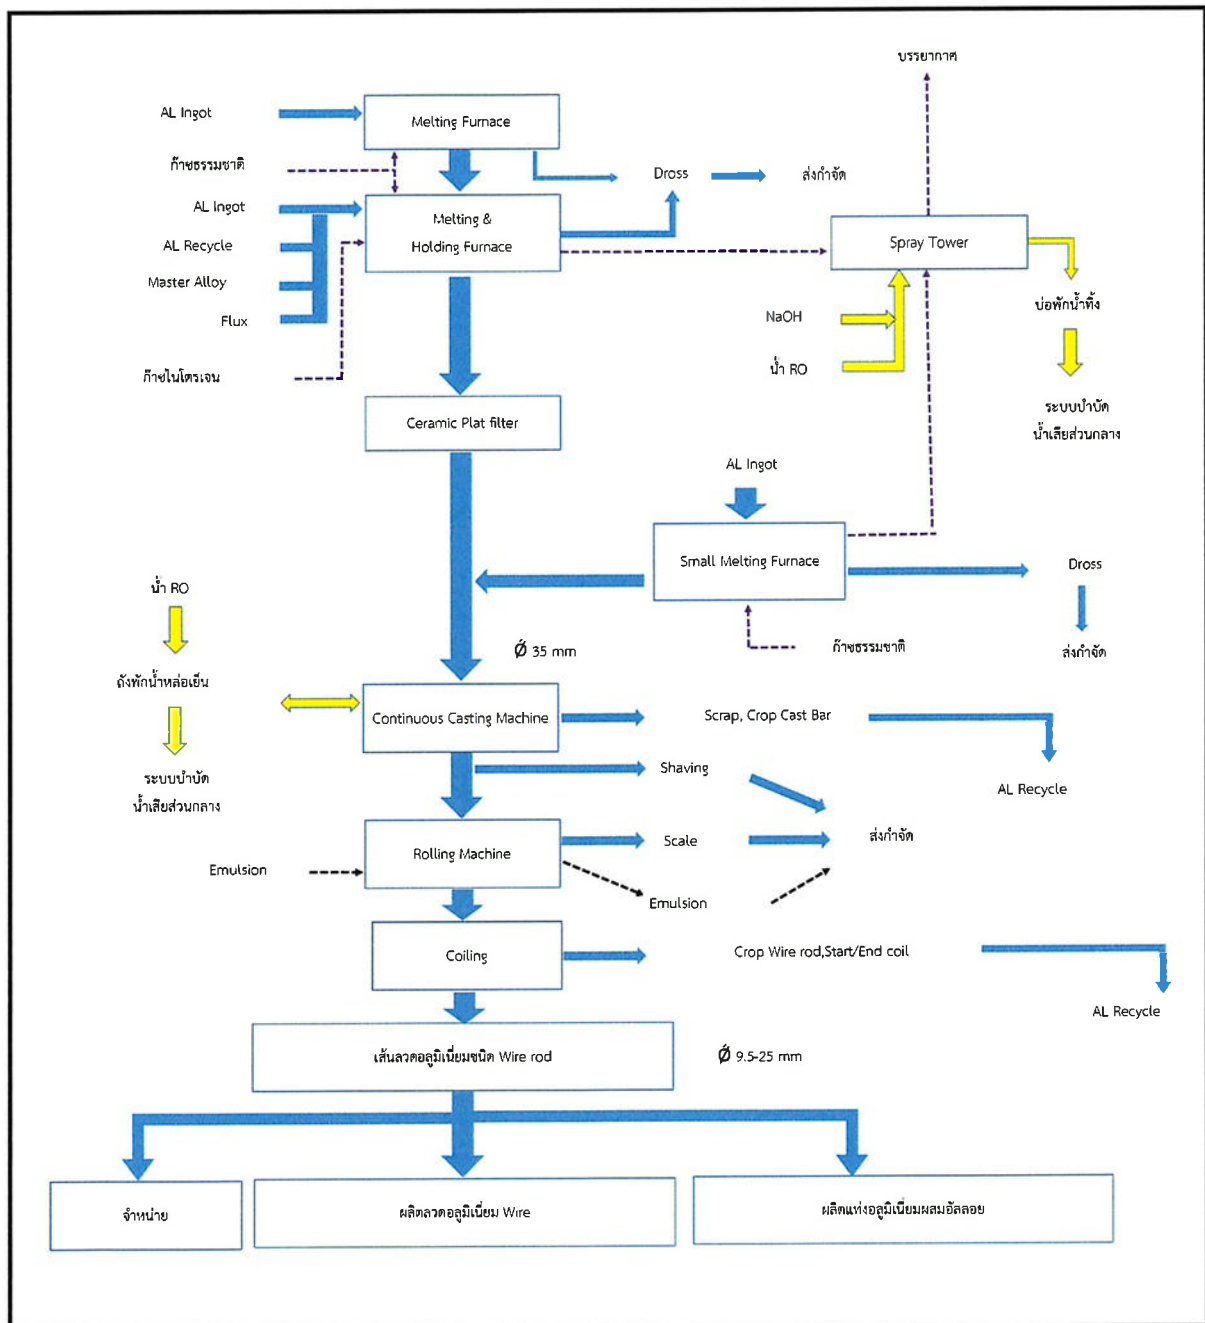 บรรยากาศ
AL Ingot
Melting Furnace
ก๊าซธรรมชาติ
Dross
ส่งกำจัด
AL Ingot
Melting &
Holding Furnace
AL Recycle
Master Alloy
Flux
Spray Tower
NaOH
น้ำ RO
บ่อพักน้ำทิ้ง
ก๊าซไนโตรเจน
ระบบบำบัด
น้ำเสียส่วนกลาง
Ceramic Plat filter
AL Ingot
Small Melting Furnace
Dross
น้ำ RO
ก๊าซธรรมชาติ
ส่งกำจัด
Ø 35 mm
ถังพักน้ำหล่อเย็น
Continuous Casting Machine
Scrap, Crop Cast Bar
Shaving
ระบบบำบัด
น้ำเสียส่วนกลาง
AL Recycle
Rolling Machine
Scale
ส่งกำจัด
Emulsion
Emulsion
Coiling
Crop Wire rod,Start/End coil
AL Recycle
เส้นลวดอลูมิเนี่ยมชนิด Wire rod
Ø 9.5-25 mm
จำหน่าย
ผลิตลวดอลูมิเนี่ยม Wire
ผลิตแท่งอลูมิเนี่ยมผสมอัลลอย